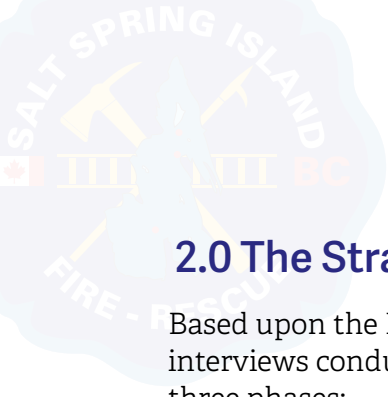 SALT SPRING ISLAND
BC
FIRE - RESCUE
2.0 The Stra
Based upon the
interviews condu
three phases: